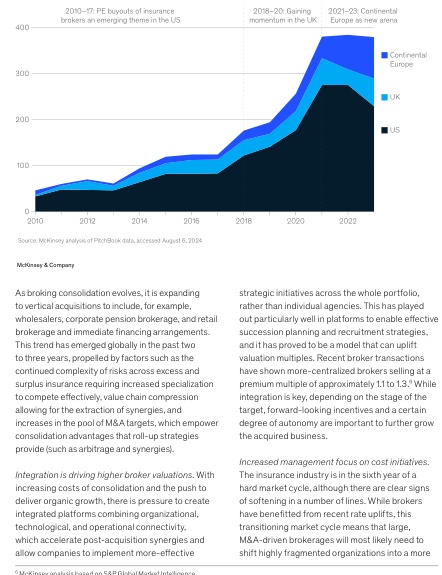 2010–17: PE buyouts of insurance
brokers an emerging theme in the US
2018–20: Gaining
momentum in the UK
2021–23: Continental
Europe as new arena
400
300
200
100
0
2010
2012
2014
2016
2018
2020
2022
Continental
Europe
UK
US
Source: McKinsey analysis of PitchBook data, accessed August 6, 2024
McKinsey & Company
As broking consolidation evolves, it is expanding
to vertical acquisitions to include, for example,
wholesalers, corporate pension brokerage, and retail
brokerage and immediate financing arrangements.
This trend has emerged globally in the past two
to three years, propelled by factors such as the
continued complexity of risks across excess and
surplus insurance requiring increased specialization
to compete effectively, value chain compression
allowing for the extraction of synergies, and
increases in the pool of M&A targets, which empower
consolidation advantages that roll-up strategies
provide (such as arbitrage and synergies).
Integration is driving higher broker valuations. With
increasing costs of consolidation and the push to
deliver organic growth, there is pressure to create
integrated platforms combining organizational,
technological, and operational connectivity,
which accelerate post-acquisition synergies and
allow companies to implement more-effective
strategic initiatives across the whole portfolio,
rather than individual agencies. This has played
out particularly well in platforms to enable effective
succession planning and recruitment strategies,
and it has proved to be a model that can uplift
valuation multiples. Recent broker transactions
have shown more-centralized brokers selling at a
premium multiple of approximately 1.1 to 1.3.⁶ While
integration is key, depending on the stage of the
target, forward-looking incentives and a certain
degree of autonomy are important to further grow
the acquired business.
Increased management focus on cost initiatives.
The insurance industry is in the sixth year of a
hard market cycle, although there are clear signs
of softening in a number of lines. While brokers
have benefitted from recent rate uplifts, this
transitioning market cycle means that large,
M&A-driven brokerages will most likely need to
shift highly fragmented organizations into a more
⁶ McKinsey analysis based on S&P Global Market Intelligence